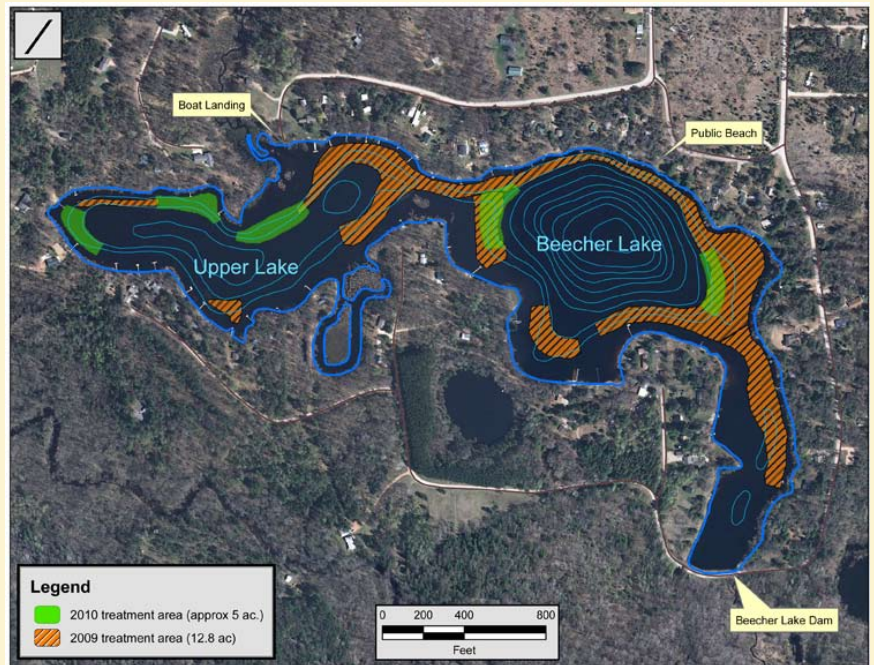 Boat Landing
Public Beach
Upper Lake
Beecher Lake
Legend
2010 treatment area (approx 5 ac.)
2009 treatment area (12.8 ac)
0 200 400 800
Feet
Beecher Lake Dam